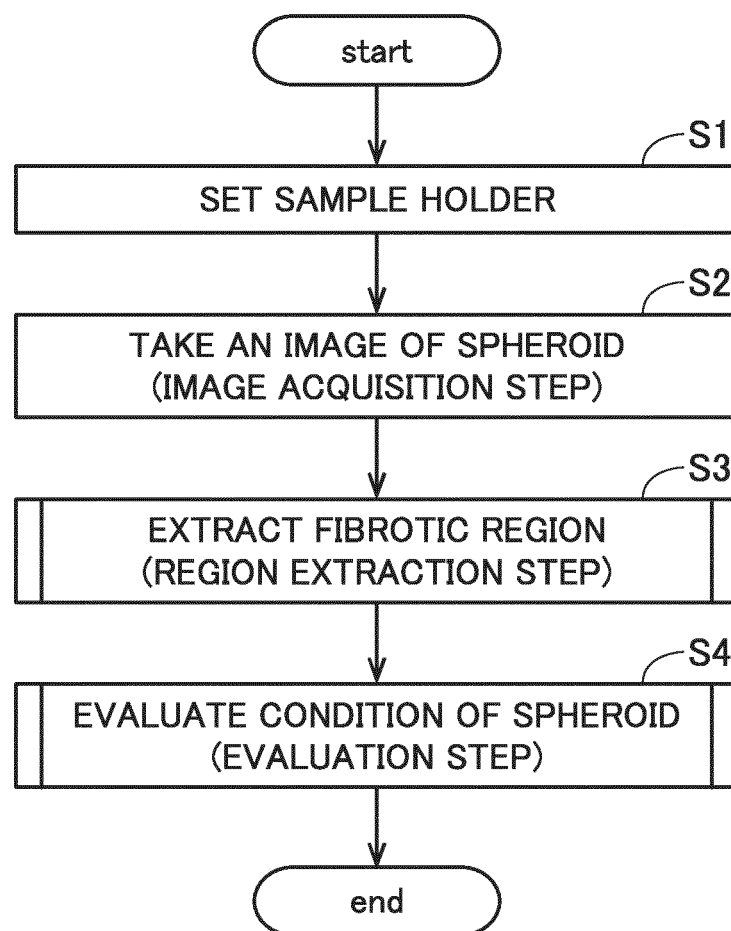 start
S1
SET SAMPLE HOLDER
S2
TAKE AN IMAGE OF SPHEROID
(IMAGE ACQUISITION STEP)
S3
EXTRACT FIBROTIC REGION
(REGION EXTRACTION STEP)
S4
EVALUATE CONDITION OF SPHEROID
(EVALUATION STEP)
end